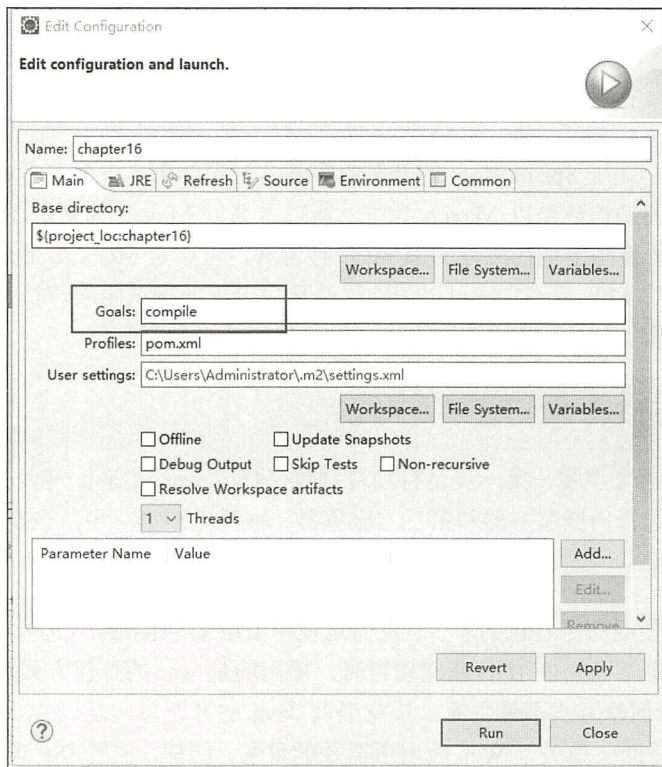 Edit Configuration
Edit configuration and launch.
Name: chapter16
Main JRE Refresh Source Environment Common
Base directory:
${project_loc:chapter16}
Workspace... File System... Variables...
Goals: compile
Profiles: pom.xml
User settings: C:\Users\Administrator\.m2\settings.xml
Workspace... File System... Variables...
Offline Update Snapshots
Debug Output Skip Tests Non-recursive
Resolve Workspace artifacts
1 Threads
Parameter Name Value Add...
Edit...
Remove
Revert Apply
Run Close